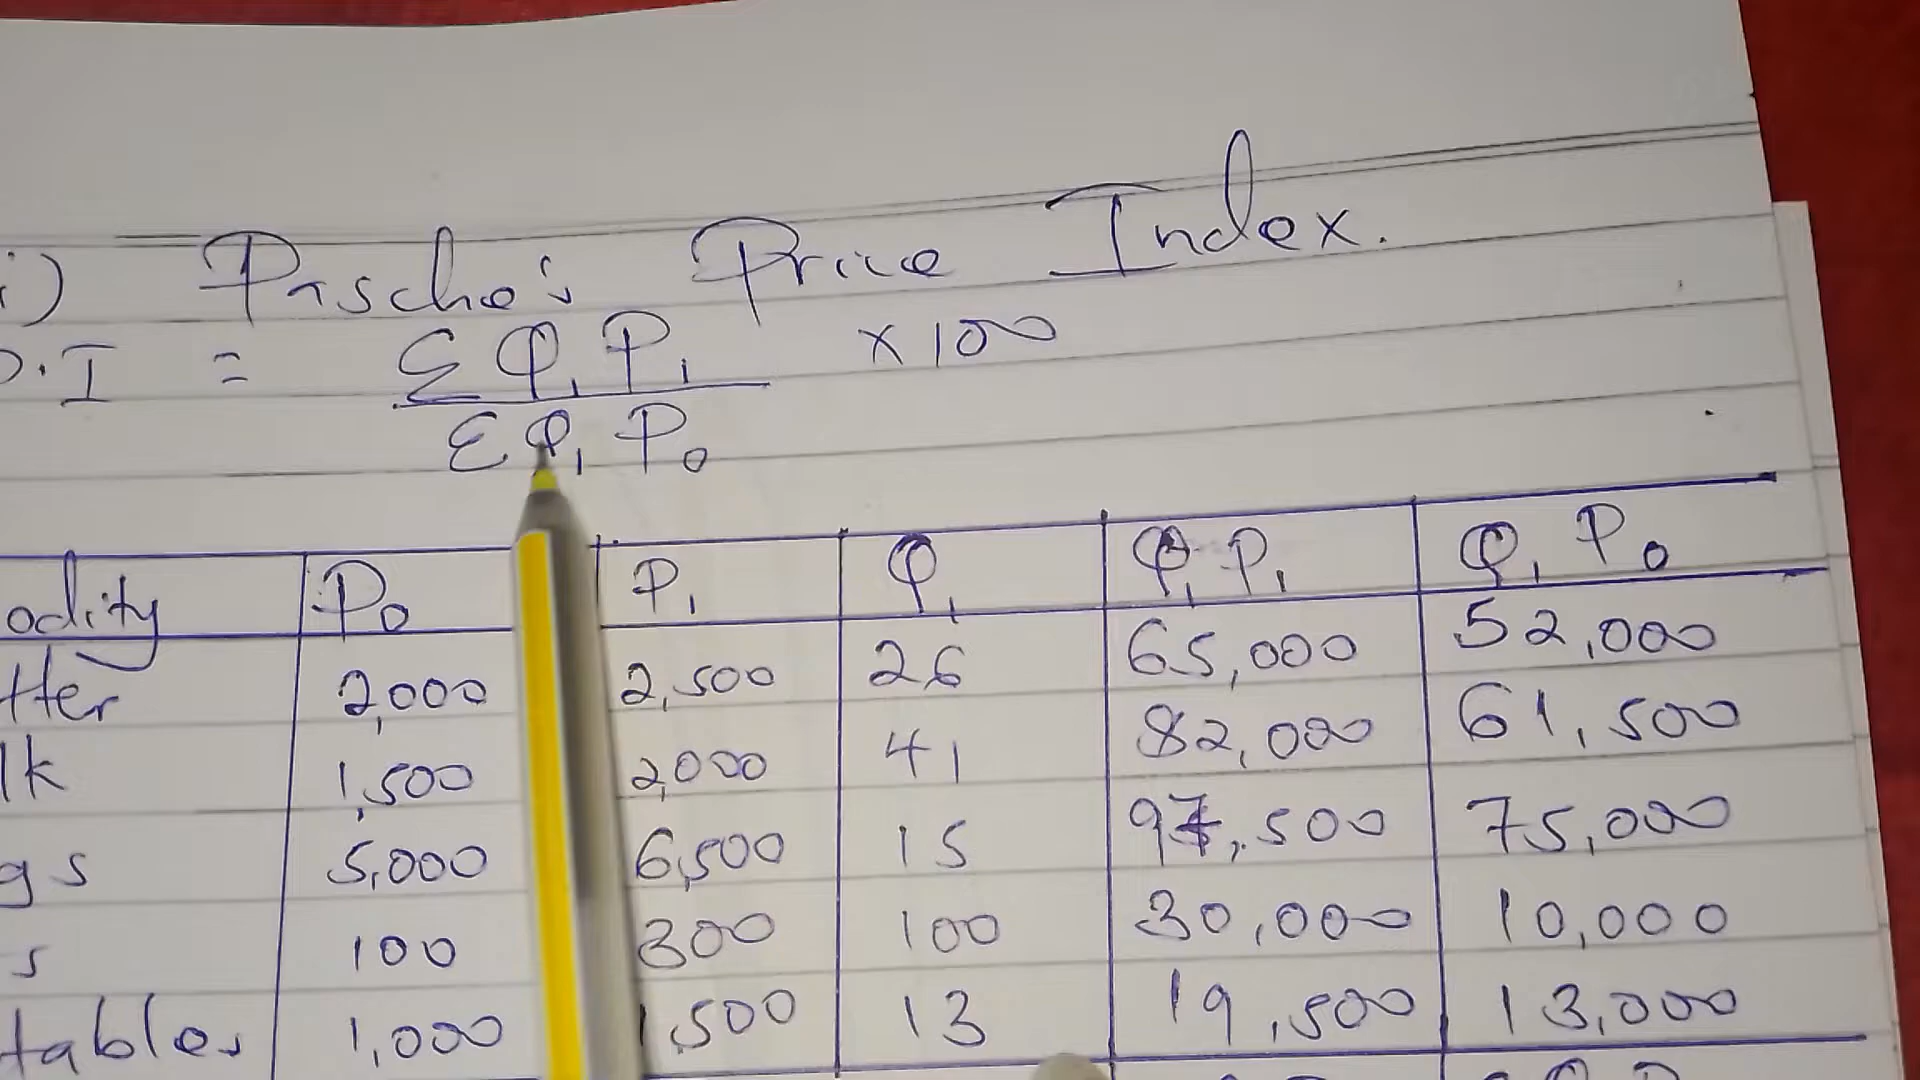 i) Pasche's Price Index.
P.I = ΣQ₁P₁ / ΣQ₁P₀ × 100
odity P₀ P₁ Q₁ Q₁P₁ Q₁P₀
tter 2,000 2,500 26 65,000 52,000
lk 1,500 2,000 41 82,000 61,500
gs 5,000 6,500 15 97,500 75,000
s 100 300 100 30,000 10,000
tables 1,000 1,500 13 19,500 13,000